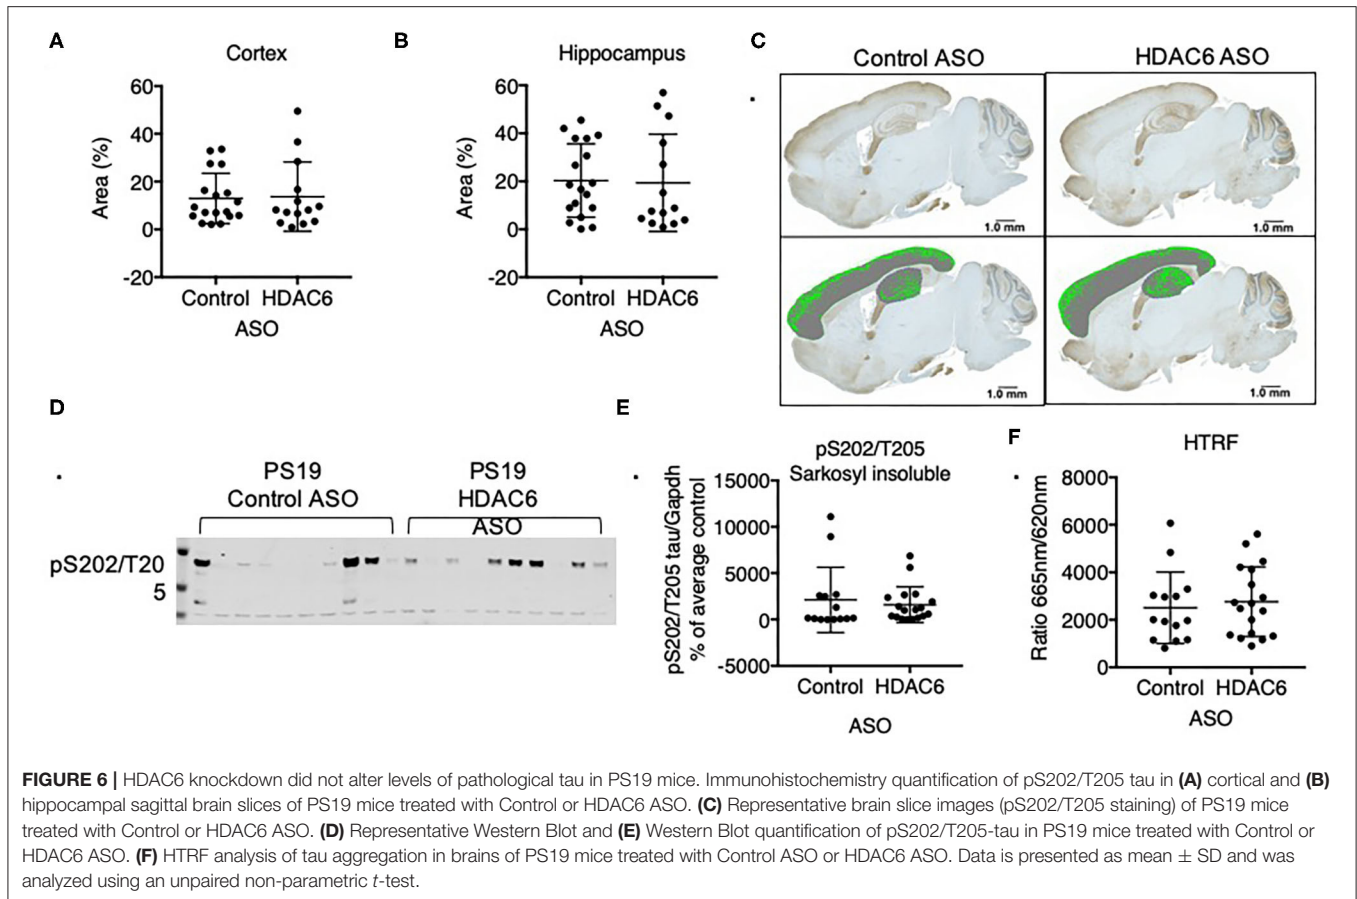 A
Cortex
Area (%)
60
40
20
0
-20
Control HDAC6
ASO
B
Hippocampus
Area (%)
60
40
20
0
-20
Control HDAC6
ASO
C
Control ASO
HDAC6 ASO
1.0 mm
1.0 mm
1.0 mm
1.0 mm
D
PS19
Control ASO
PS19
HDAC6
ASO
pS202/T20
5
E
pS202/T205
Sarkosyl insoluble
pS202/T205 tau/Gapdh
% of average control
15000
10000
5000
0
-5000
Control HDAC6
ASO
F
HTRF
Ratio 665nm/620nm
8000
6000
4000
2000
0
Control HDAC6
ASO
FIGURE 6 | HDAC6 knockdown did not alter levels of pathological tau in PS19 mice. Immunohistochemistry quantification of pS202/T205 tau in (A) cortical and (B)
hippocampal sagittal brain slices of PS19 mice treated with Control or HDAC6 ASO. (C) Representative brain slice images (pS202/T205 staining) of PS19 mice
treated with Control or HDAC6 ASO. (D) Representative Western Blot and (E) Western Blot quantification of pS202/T205-tau in PS19 mice treated with Control or
HDAC6 ASO. (F) HTRF analysis of tau aggregation in brains of PS19 mice treated with Control ASO or HDAC6 ASO. Data is presented as mean ± SD and was
analyzed using an unpaired non-parametric t-test.